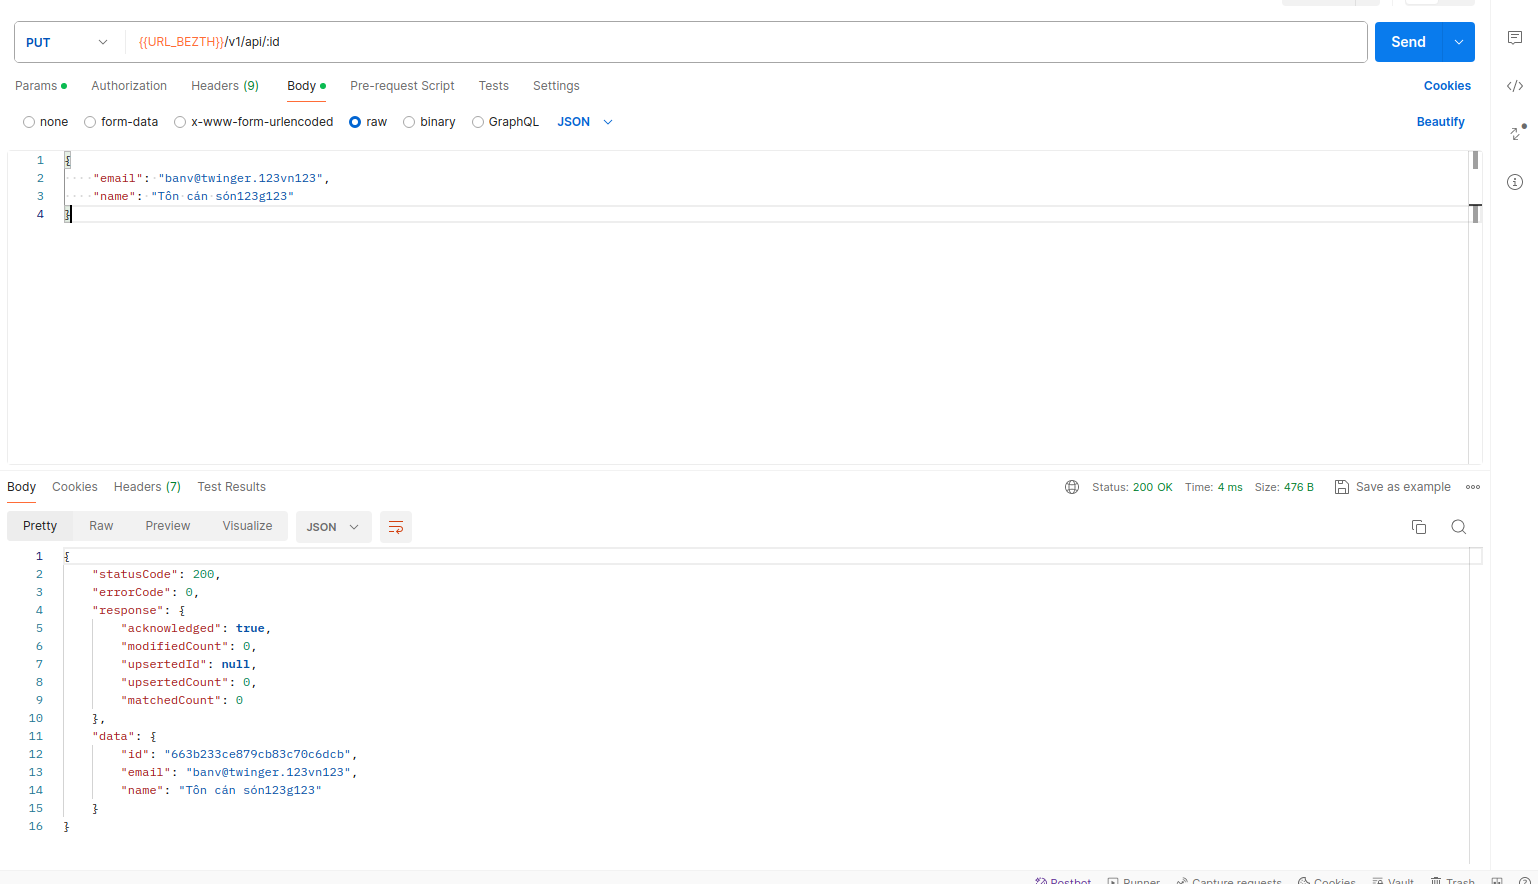 PUT {{URL_BEZTH}}/v1/api/:id Send
Params Authorization Headers (9) Body Pre-request Script Tests Settings Cookies
none form-data x-www-form-urlencoded raw binary GraphQL JSON Beautify
1 {
2 "email": "banv@twinger.123vn123",
3 "name": "Tôn cán són123g123"
4 }
Body Cookies Headers (7) Test Results Status: 200 OK Time: 4 ms Size: 476 B Save as example
Pretty Raw Preview Visualize JSON
1 {
2 "statusCode": 200,
3 "errorCode": 0,
4 "response": {
5 "acknowledged": true,
6 "modifiedCount": 0,
7 "upsertedId": null,
8 "upsertedCount": 0,
9 "matchedCount": 0
10 },
11 "data": {
12 "id": "663b233ce879cb83c70c6dcb",
13 "email": "banv@twinger.123vn123",
14 "name": "Tôn cán són123g123"
15 }
16 }
Postbot Runner Capture requests Cookies Vault Trash